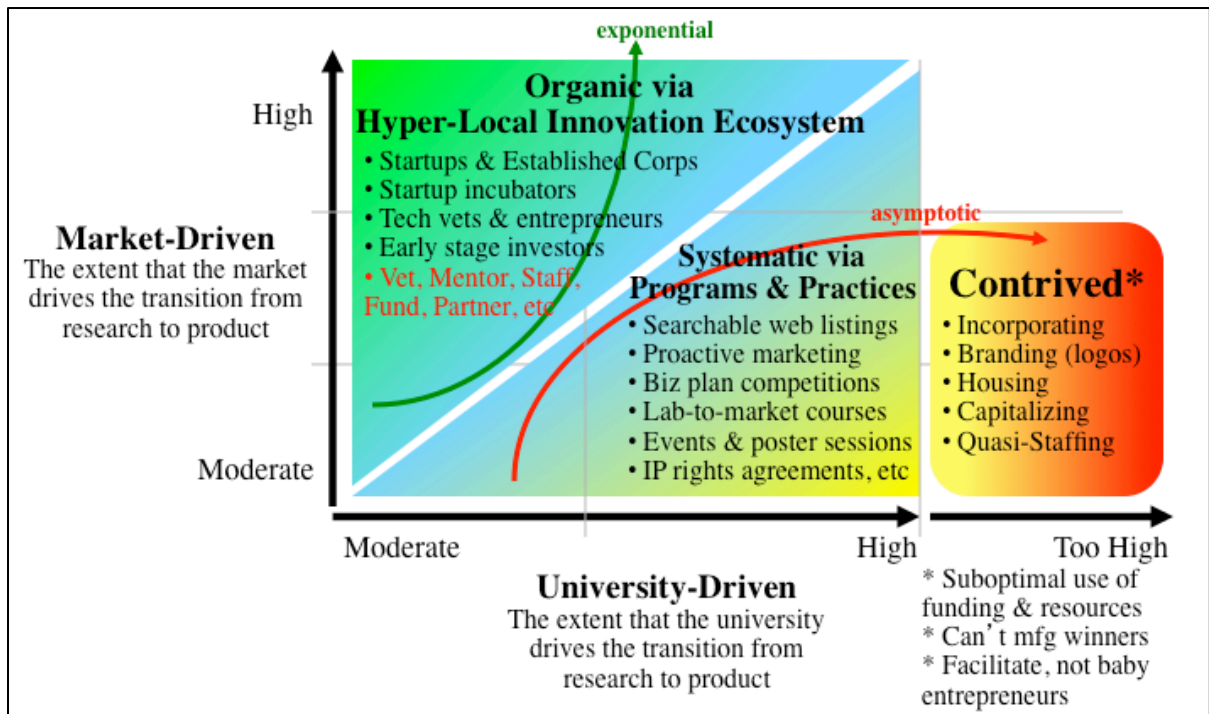 exponential
High
Moderate
Market-Driven
The extent that the market
drives the transition from
research to product
Organic via
Hyper-Local Innovation Ecosystem
• Startups & Established Corps
• Startup incubators
• Tech vets & entrepreneurs
• Early stage investors
• Vet, Mentor, Staff,
Fund, Partner, etc
asymptotic
Systematic via
Programs & Practices
• Searchable web listings
• Proactive marketing
• Biz plan competitions
• Lab-to-market courses
• Events & poster sessions
• IP rights agreements, etc
Contrived*
• Incorporating
• Branding (logos)
• Housing
• Capitalizing
• Quasi-Staffing
Moderate
High
Too High
University-Driven
The extent that the university
drives the transition from
research to product
* Suboptimal use of
funding & resources
* Can’t mfg winners
* Facilitate, not baby
entrepreneurs